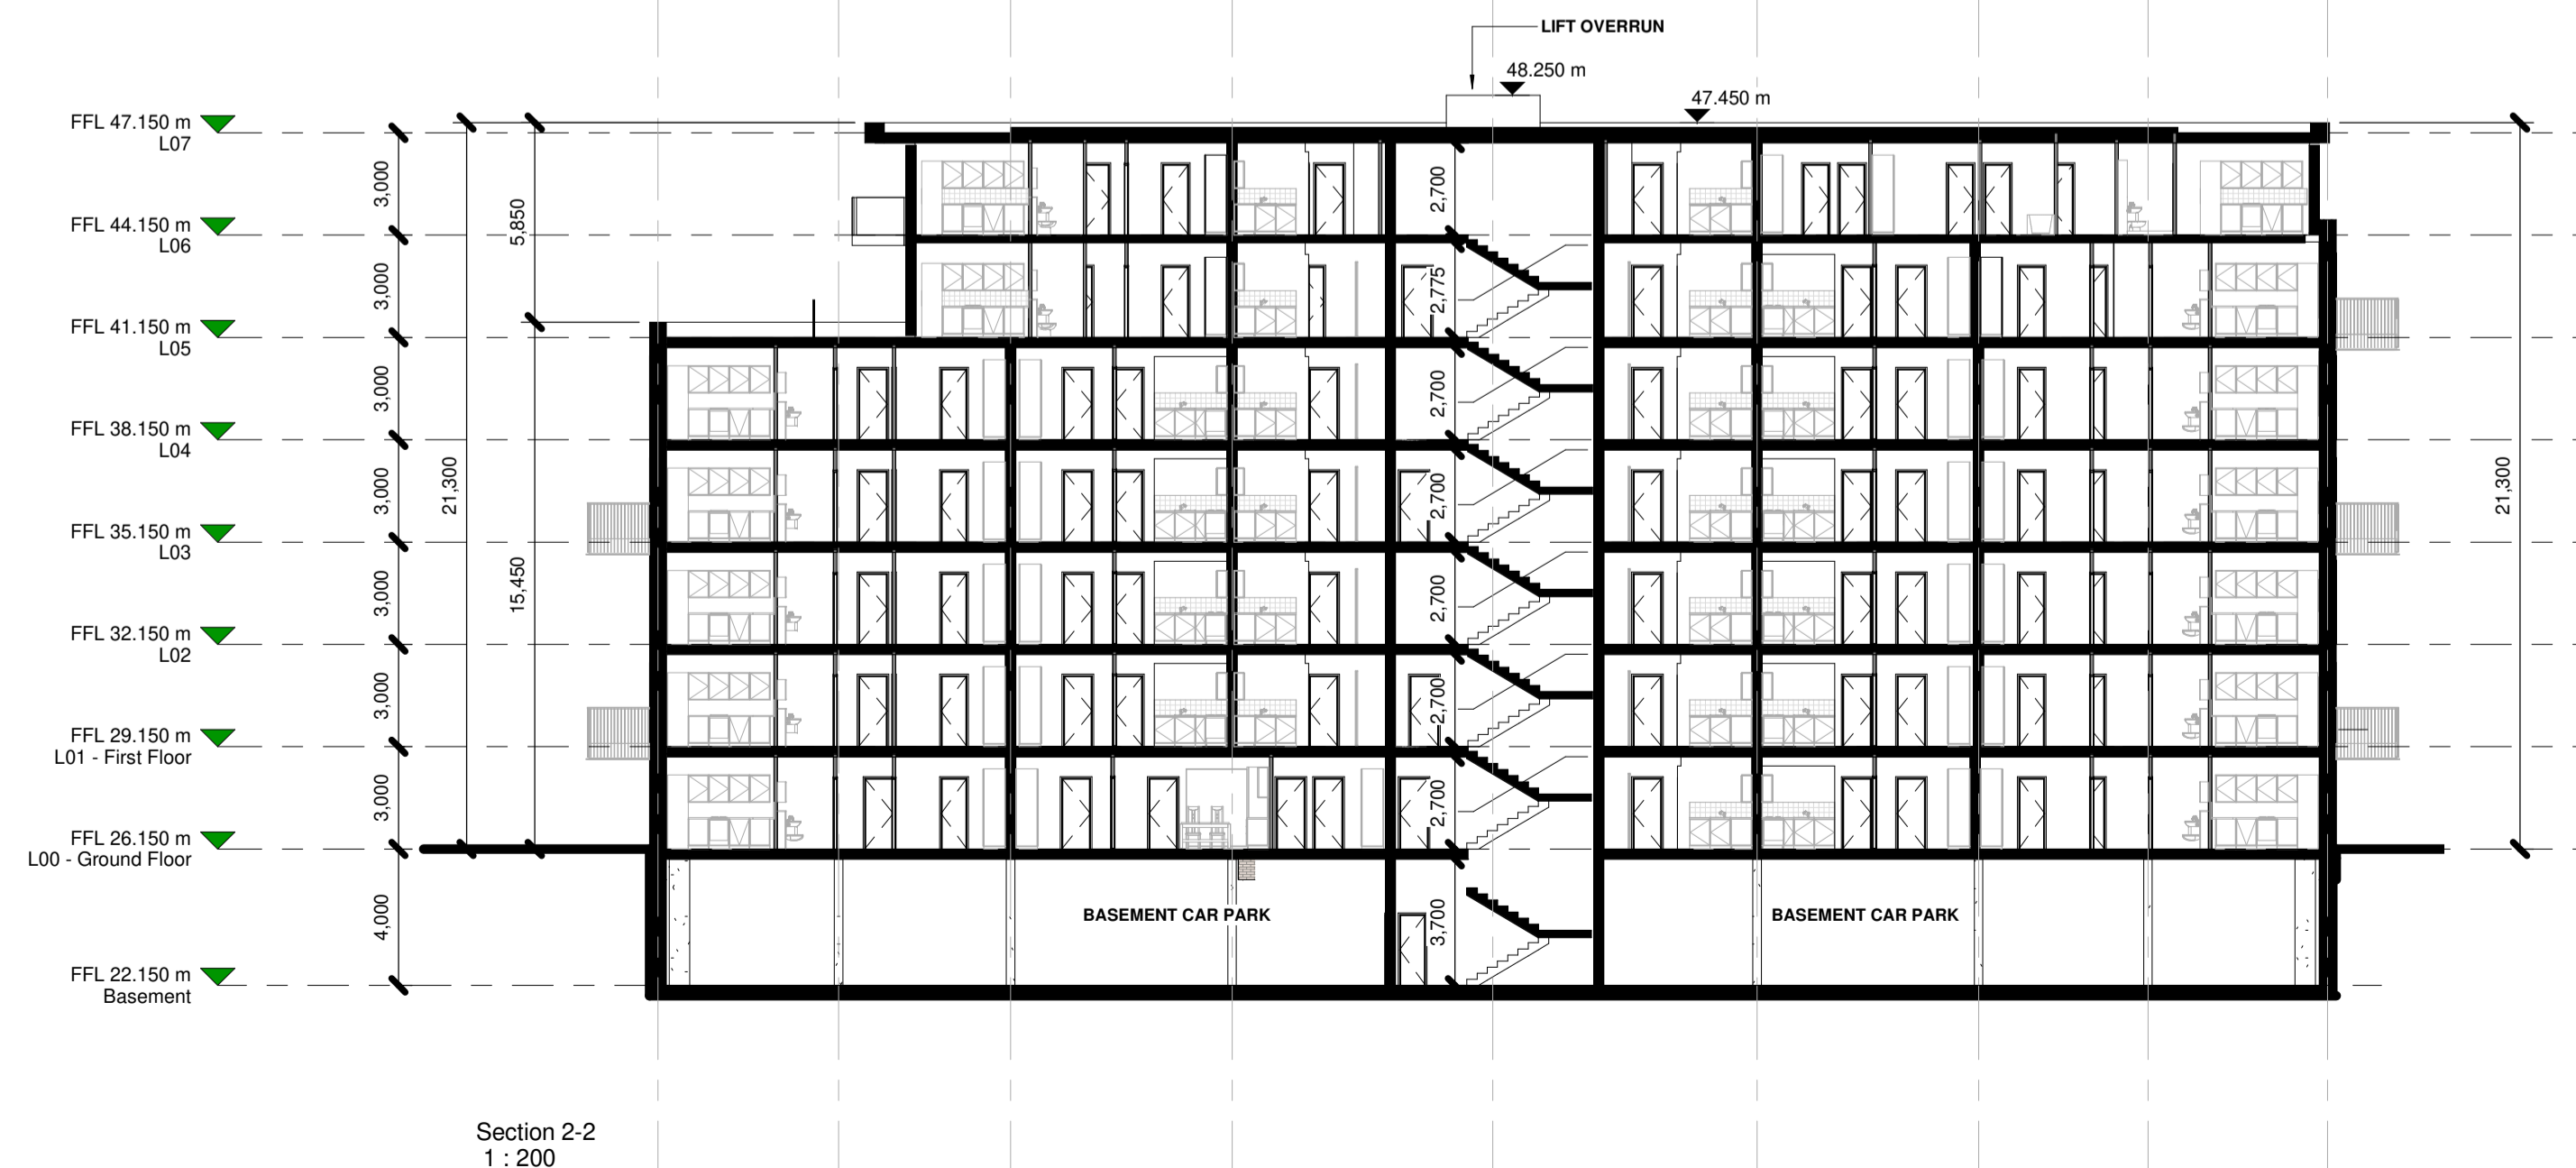 LIFT OVERRUN
48.250 m
47.450 m
FFL 47.150 m
L07
3,000
2,700
5,850
FFL 44.150 m
L06
3,000
2,775
FFL 41.150 m
L05
3,000
2,700
FFL 38.150 m
L04
3,000
21,300
2,700
21,300
FFL 35.150 m
L03
3,000
15,450
2,700
FFL 32.150 m
L02
3,000
2,700
FFL 29.150 m
L01 - First Floor
3,000
2,700
FFL 26.150 m
L00 - Ground Floor
4,000
BASEMENT CAR PARK
3,700
BASEMENT CAR PARK
FFL 22.150 m
Basement
Section 2-2
1 : 200